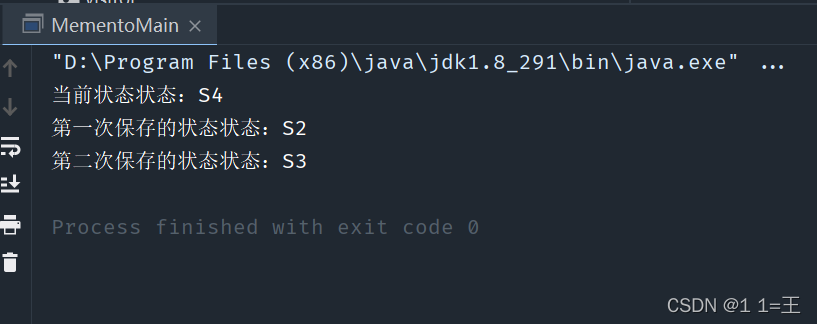 MementoMain
"D:\Program Files (x86)\java\jdk1.8_291\bin\java.exe" ...
当前状态状态：S4
第一次保存的状态状态：S2
第二次保存的状态状态：S3
Process finished with exit code 0
CSDN @1 1=王